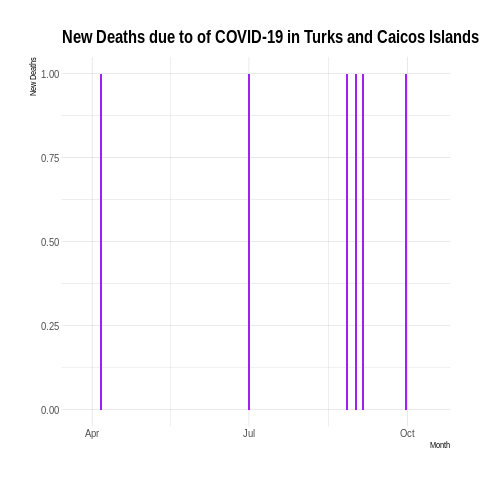 New Deaths due to of COVID-19 in Turks and Caicos Islands
New Deaths
1.00
0.75
0.50
0.25
0.00
Apr
Jul
Oct
Month